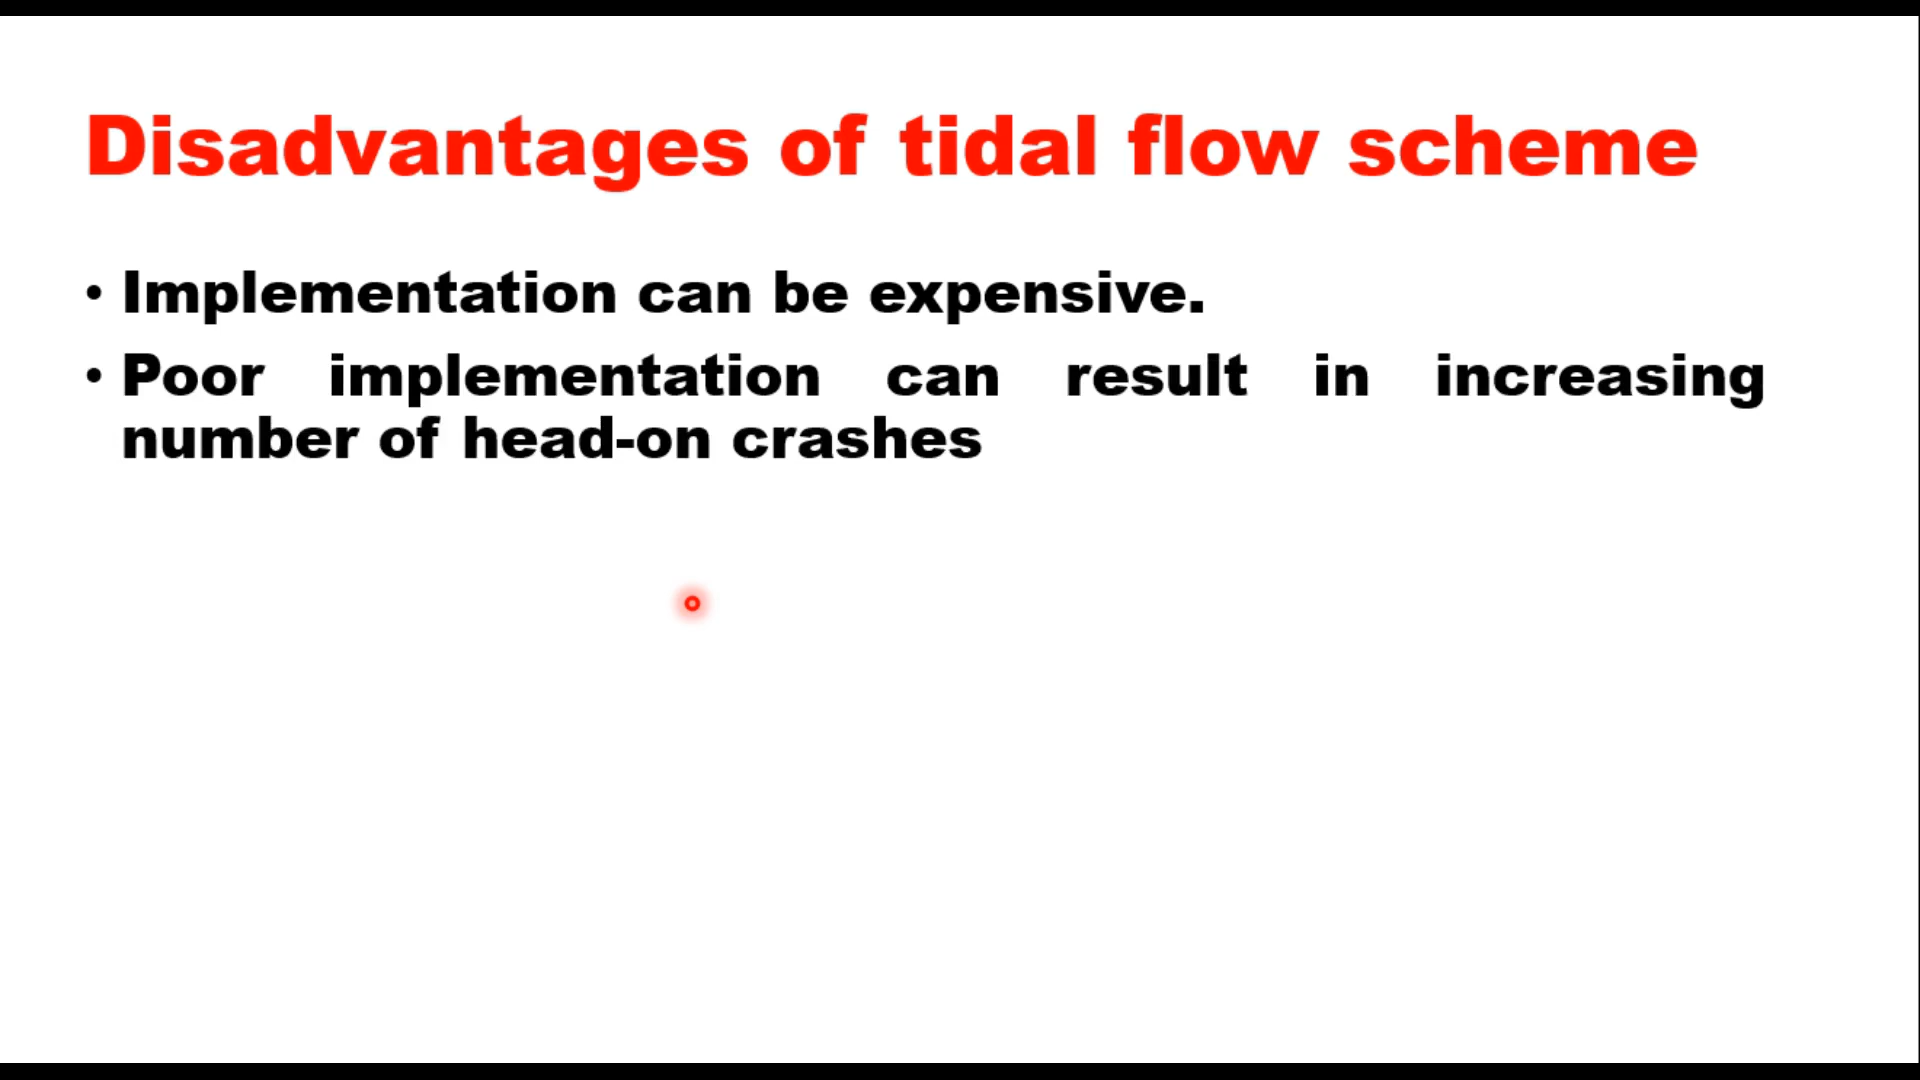 Disadvantages of tidal flow scheme
• Implementation can be expensive.
• Poor implementation can result in increasing
number of head-on crashes